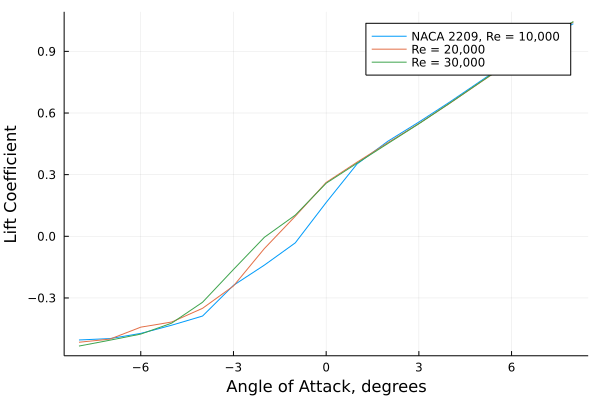 NACA 2209, Re = 10,000
Re = 20,000
Re = 30,000
0.9
0.6
0.3
0.0
−0.3
Lift Coefficient
−6
−3
0
3
6
Angle of Attack, degrees